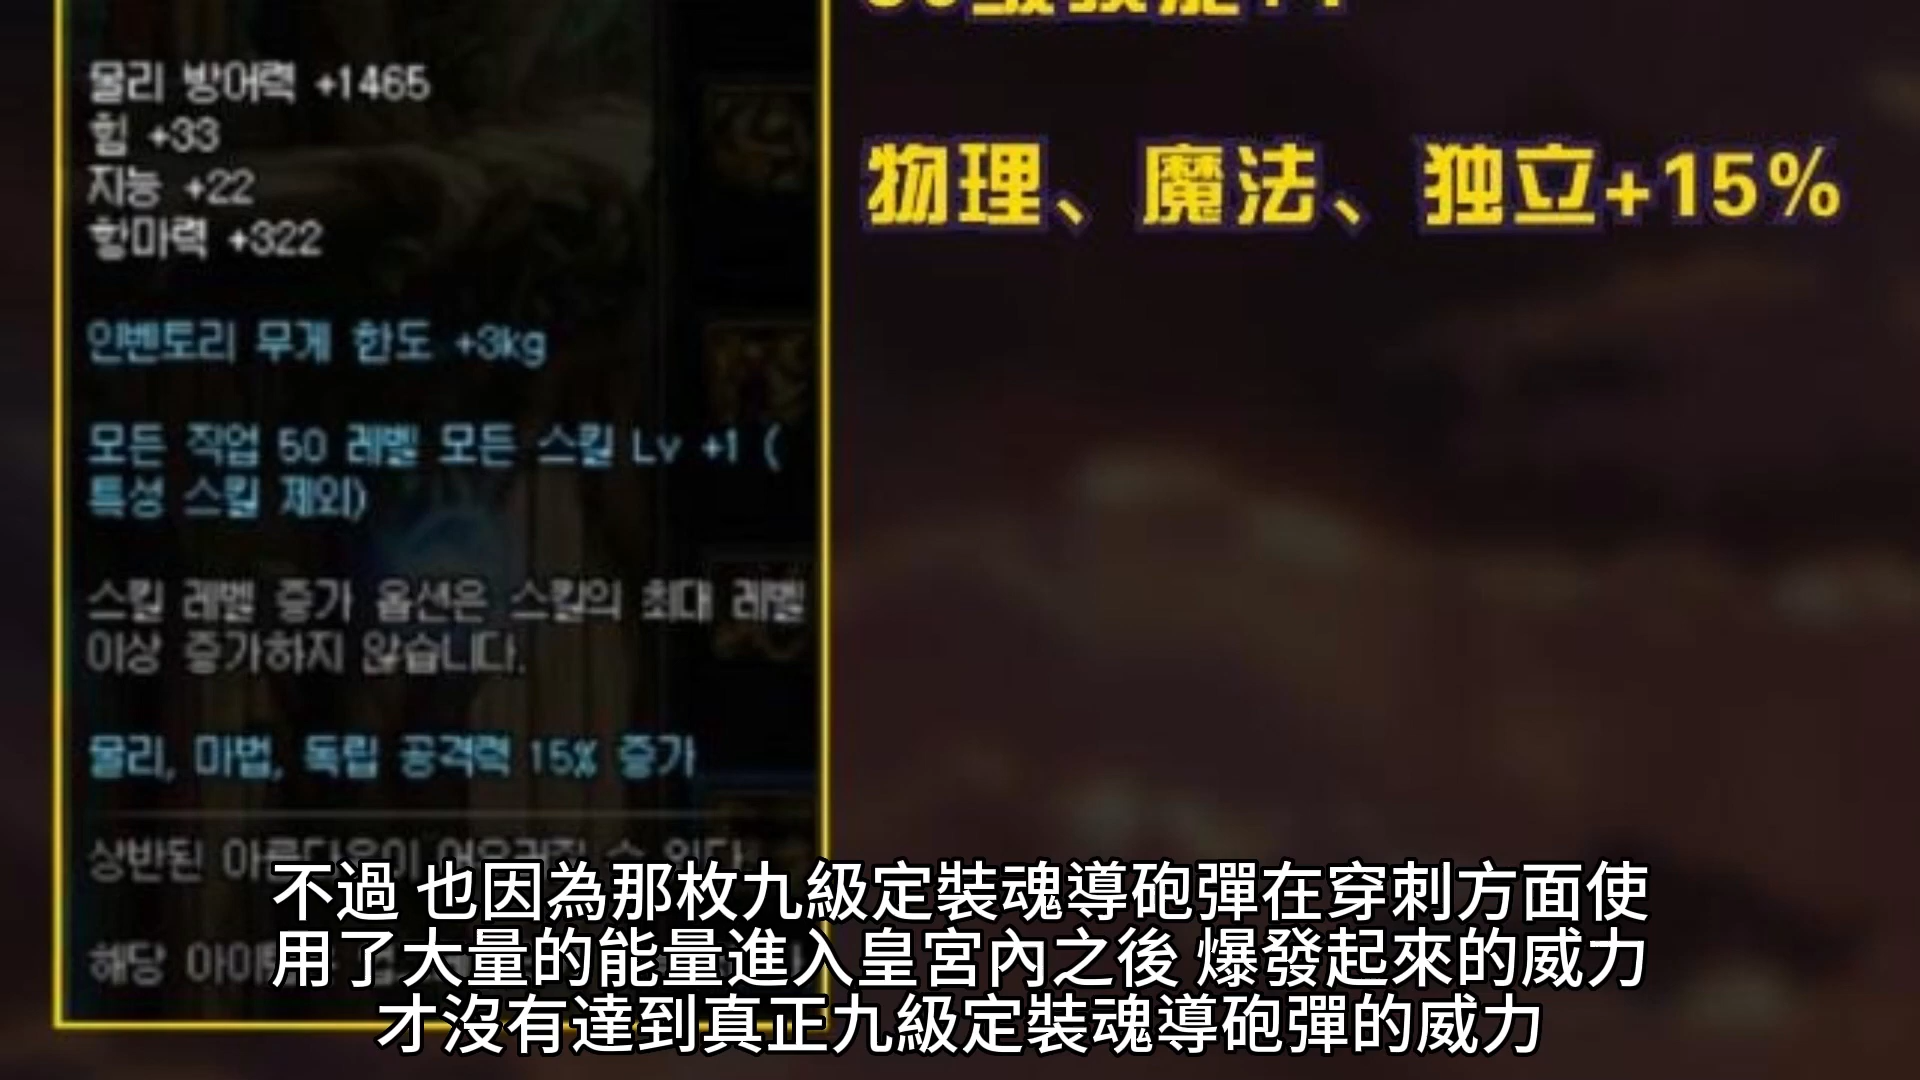 물리 방어력 +1465
힘 +33
지능 +22
항마력 +322
인벤토리 무게 한도 +3kg
모든 직업 50 레벨 모든 스킬 Lv +1 (
특성 스킬 제외)
스킬 레벨 증가 옵션은 스킬의 최대 레벨
이상 증가하지 않습니다.
물리, 마법, 독립 공격력 15% 증가
상반된
해당
物理、魔法、独立+15%
不過 也因為那枚九級定裝魂導砲彈在穿刺方面使
用了大量的能量進入皇宮內之後 爆發起來的威力
才沒有達到真正九級定裝魂導砲彈的威力